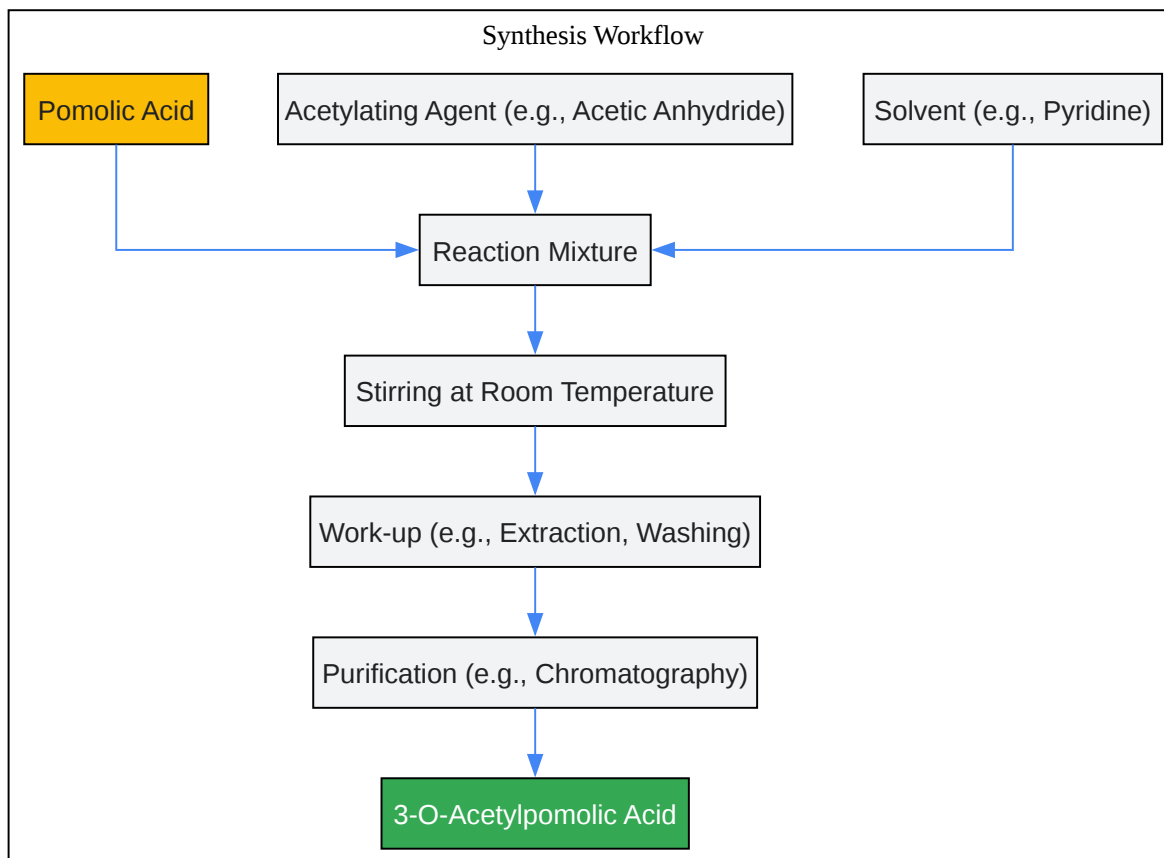 Synthesis Workflow
Pomolic Acid
Acetylating Agent (e.g., Acetic Anhydride)
Solvent (e.g., Pyridine)
Reaction Mixture
Stirring at Room Temperature
Work-up (e.g., Extraction, Washing)
Purification (e.g., Chromatography)
3-O-Acetylpomolic Acid